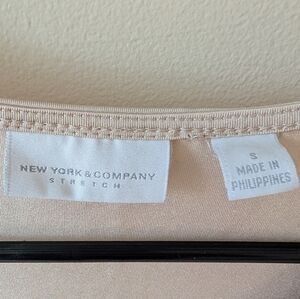 NEW YORK & COMPANY
STRETCH
S
MADE IN
PHILIPPINES